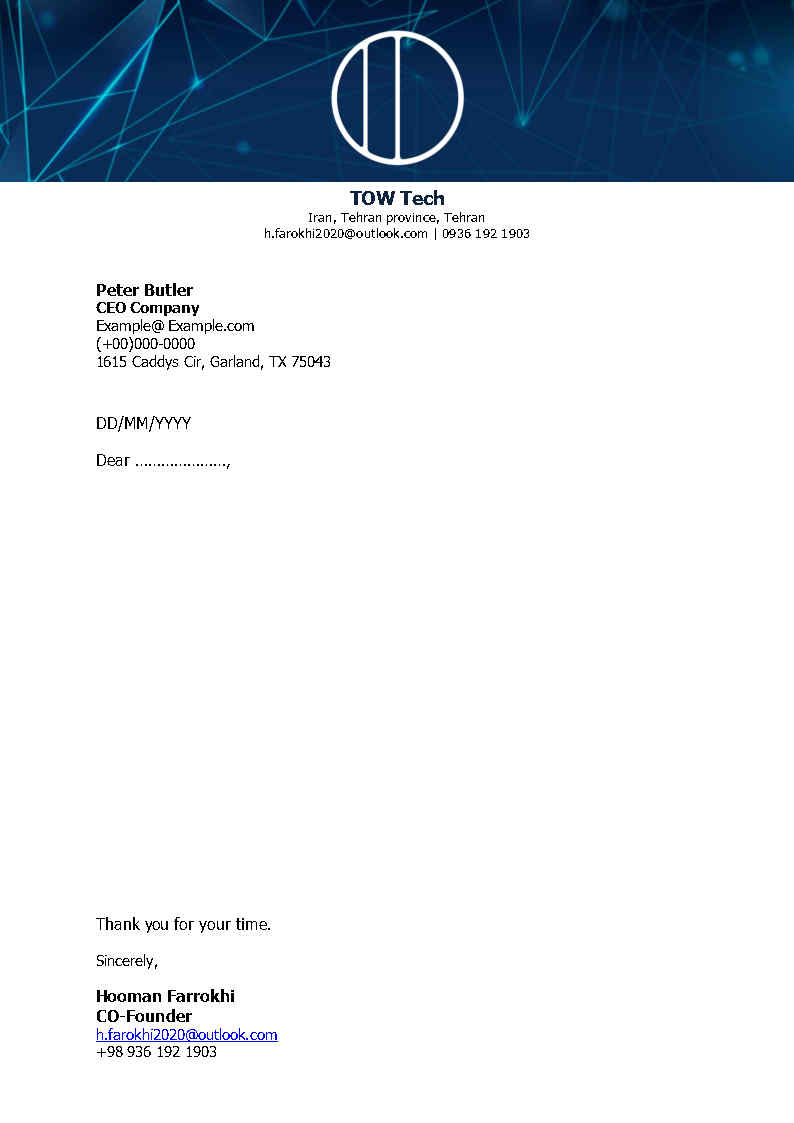 TOW Tech
Iran, Tehran province, Tehran
h.farokhi2020@outlook.com | 0936 192 1903
Peter Butler
CEO Company
Example@ Example.com
(+00)000-0000
1615 Caddys Cir, Garland, TX 75043
DD/MM/YYYY
Dear ......................,
Thank you for your time.
Sincerely,
Hooman Farrokhi
CO-Founder
h.farokhi2020@outlook.com
+98 936 192 1903